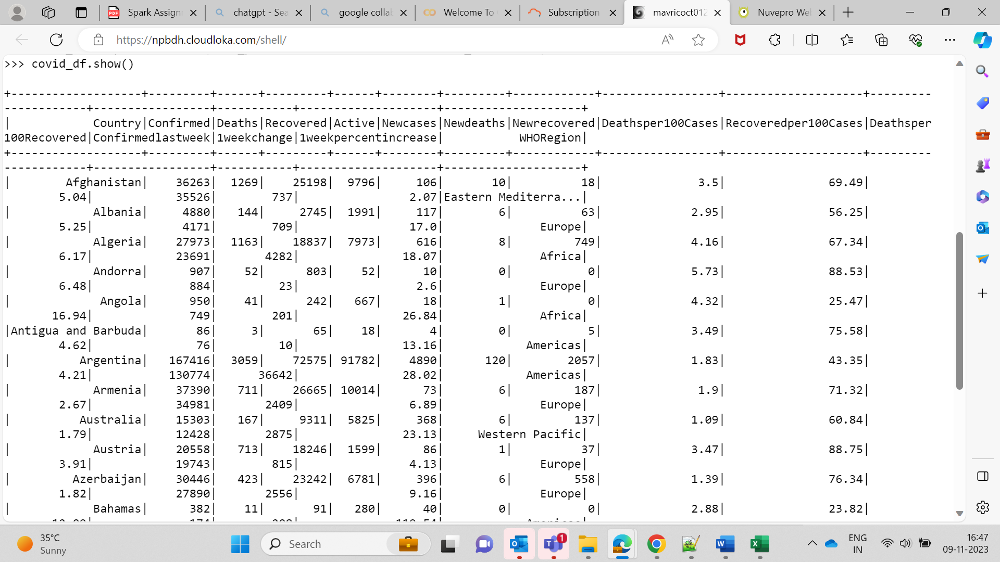 Spark Assignr
chatgpt - Sea
google collab
Welcome To
Subscription
mavricoct012
Nuvepro Wel
https://npbdh.cloudloka.com/shell/
>>> covid_df.show()
+-------------------+---------+------+---------+------+--------+---------+------------+----------------+--------------------+---------
------------+-----------------+-----------+--------------------+--------------------+
|            Country|Confirmed|Deaths|Recovered|Active|Newcases|Newdeaths|Newrecovered|Deathsper100Cases|Recoveredper100Cases|Deathsper
100Recovered|Confirmedlastweek|1weekchange|1weekpercentincrease|           WHORegion|
+-------------------+---------+------+---------+------+--------+---------+------------+----------------+--------------------+---------
------------+-----------------+-----------+--------------------+--------------------+
|        Afghanistan|    36263|  1269|    25198|  9796|     106|       10|          18|              3.5|               69.49|
        5.04|            35526|        737|                2.07|Eastern Mediterra...|
|            Albania|     4880|   144|     2745|  1991|     117|        6|          63|             2.95|               56.25|
        5.25|             4171|        709|                17.0|              Europe|
|            Algeria|    27973|  1163|    18837|  7973|     616|        8|         749|             4.16|               67.34|
        6.17|            23691|       4282|               18.07|              Africa|
|            Andorra|      907|    52|      803|    52|      10|        0|           0|             5.73|               88.53|
        6.48|              884|         23|                 2.6|              Europe|
|             Angola|      950|    41|      242|   667|      18|        1|           0|             4.32|               25.47|
       16.94|              749|        201|               26.84|              Africa|
|Antigua and Barbuda|       86|     3|       65|    18|       4|        0|           5|             3.49|               75.58|
        4.62|               76|         10|               13.16|            Americas|
|          Argentina|   167416|  3059|    72575| 91782|    4890|      120|        2057|             1.83|               43.35|
        4.21|           130774|      36642|               28.02|            Americas|
|            Armenia|    37390|   711|    26665| 10014|      73|        6|         187|              1.9|               71.32|
        2.67|            34981|       2409|                6.89|              Europe|
|          Australia|    15303|   167|     9311|  5825|     368|        6|         137|             1.09|               60.84|
        1.79|            12428|       2875|               23.13|     Western Pacific|
|            Austria|    20558|   713|    18246|  1599|      86|        1|          37|             3.47|               88.75|
        3.91|            19743|        815|                4.13|              Europe|
|         Azerbaijan|    30446|   423|    23242|  6781|     396|        6|         558|             1.39|               76.34|
        1.82|            27890|       2556|                9.16|              Europe|
|            Bahamas|      382|    11|       91|   280|      40|        0|           0|             2.88|               23.82|
35°C
Sunny
Search
1
ENG
IN
16:47
09-11-2023